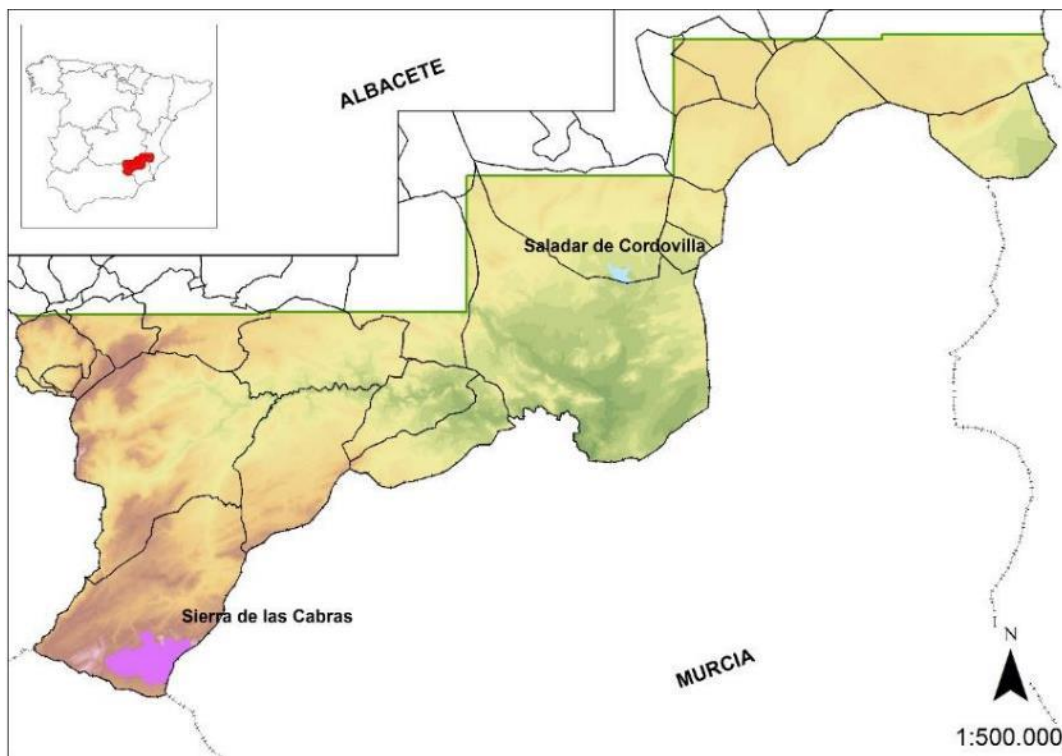 ALBACETE
Saladar de Cordovilla
Sierra de las Cabras
MURCIA
N
1:500.000